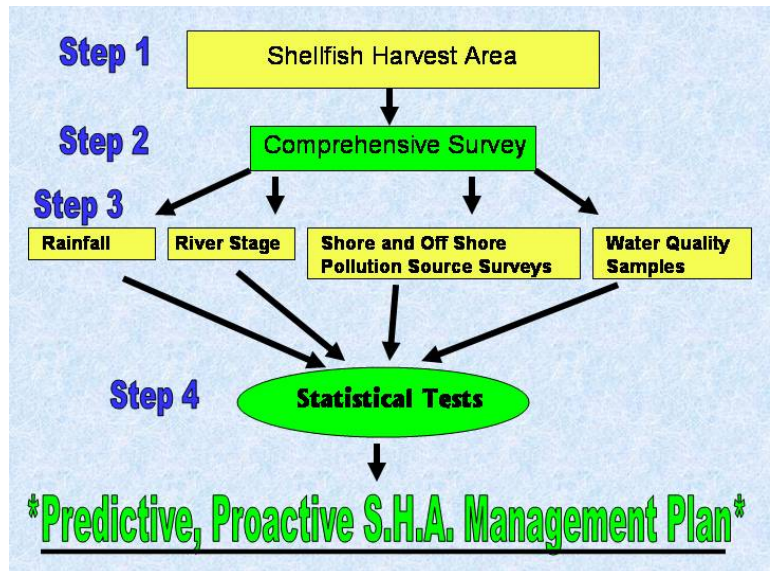 Step 1
Shellfish Harvest Area
Step 2
Comprehensive Survey
Step 3
Rainfall
River Stage
Shore and Off Shore
Pollution Source Surveys
Water Quality
Samples
Step 4
Statistical Tests
*Predictive, Proactive S.H.A. Management Plan*